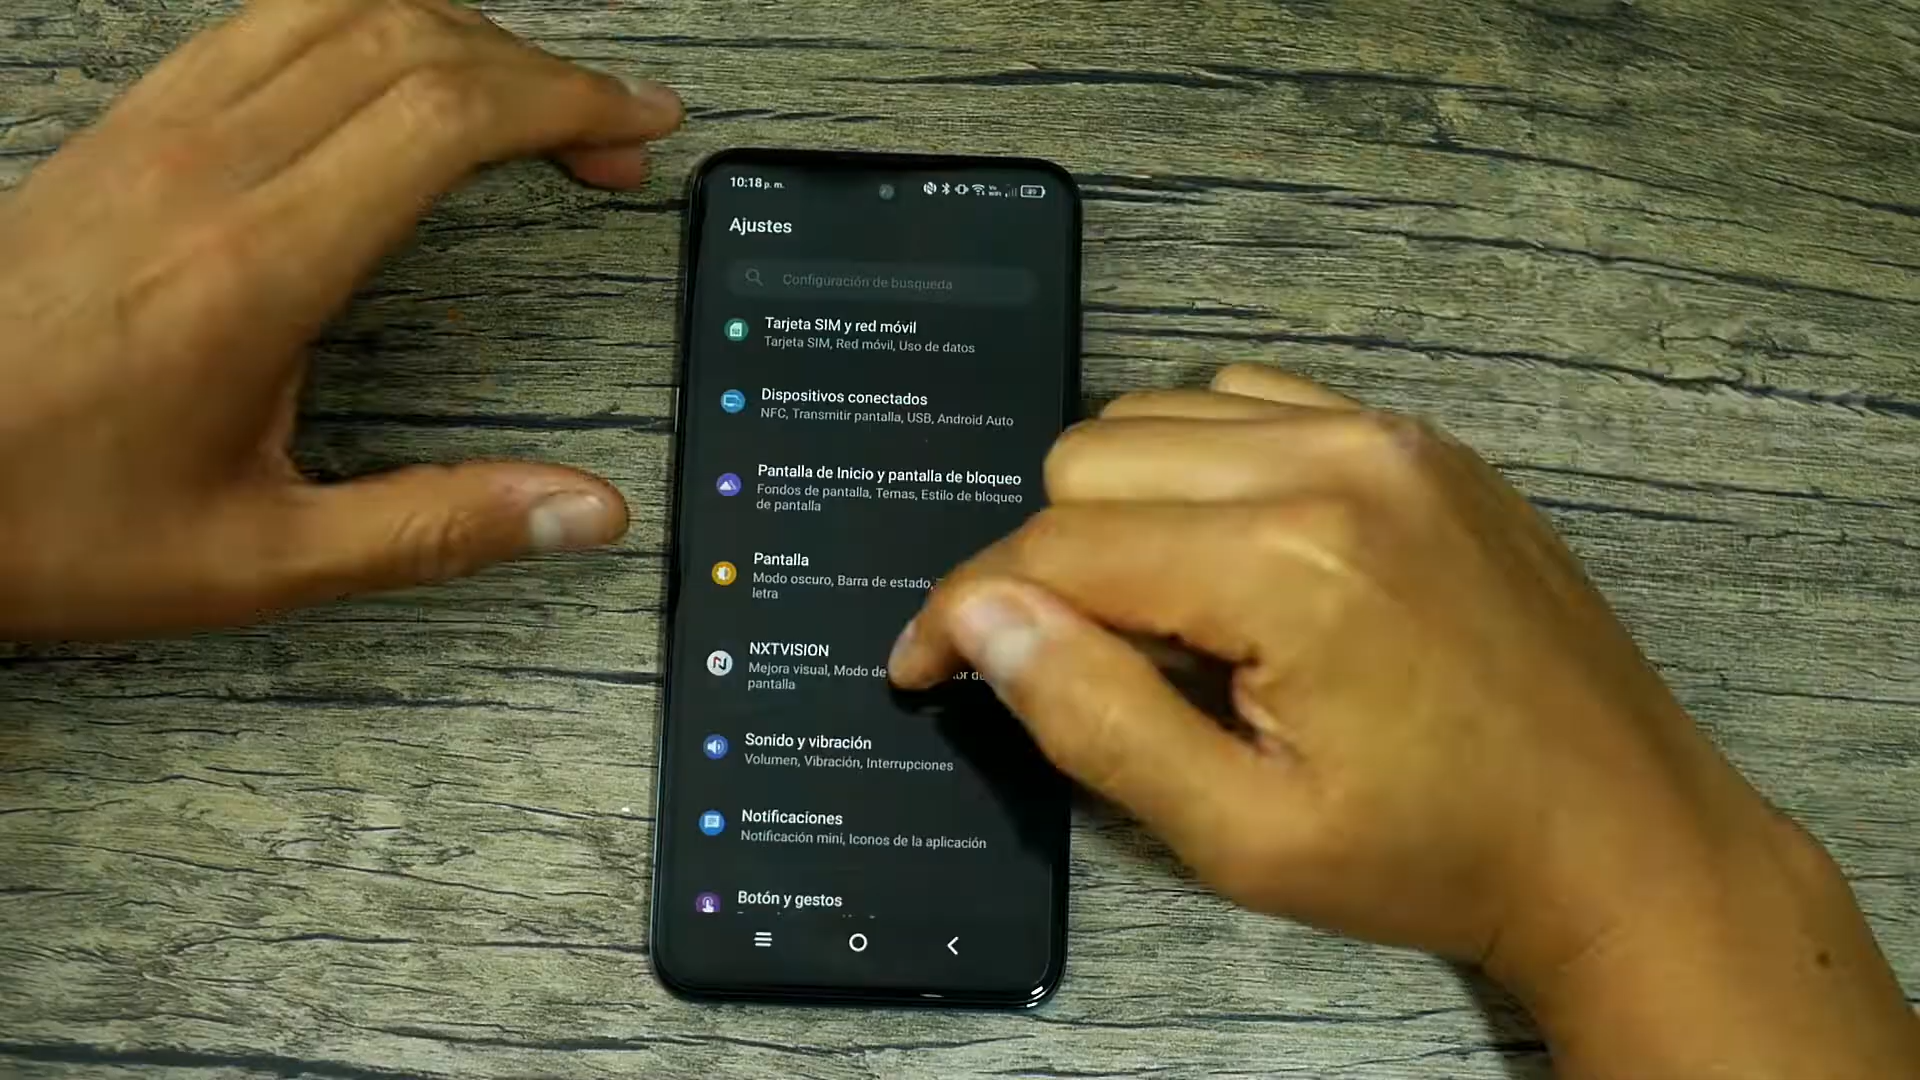 10:18 p. m.
49
Ajustes
Configuración de busqueda
Tarjeta SIM y red móvil
Tarjeta SIM, Red móvil, Uso de datos
Dispositivos conectados
NFC, Transmitir pantalla, USB, Android Auto
Pantalla de Inicio y pantalla de bloqueo
Fondos de pantalla, Temas, Estilo de bloqueo
de pantalla
Pantalla
Modo oscuro, Barra de estado,
letra
NXTVISION
Mejora visual, Modo de
pantalla
Sonido y vibración
Volumen, Vibración, Interrupciones
Notificaciones
Notificación mini, Iconos de la aplicación
Botón y gestos